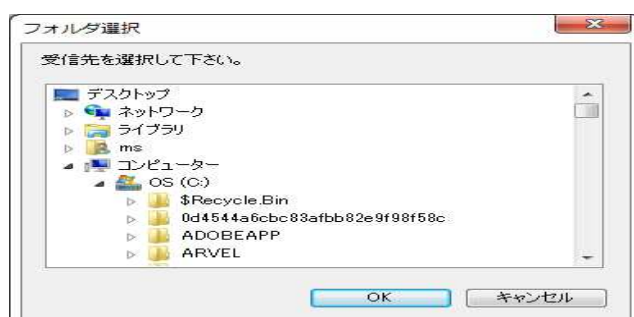 フォルダ選択
受信先を選択して下さい。
デスクトップ
ネットワーク
ライブラリ
ms
コンピューター
OS (C:)
$Recycle.Bin
0d4544a6cbc83afbb82e9f98f58c
ADOBEAPP
ARVEL
OK
キャンセル